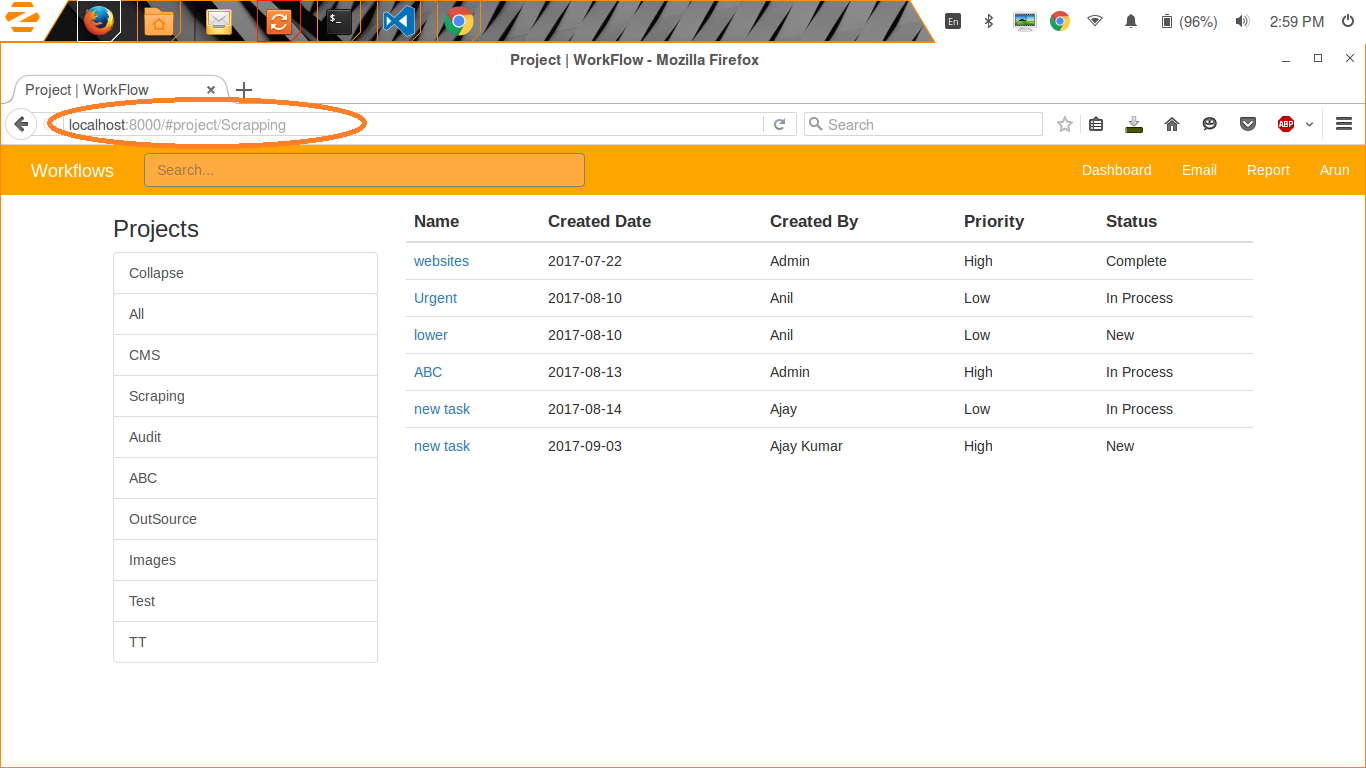 En (96%) 2:59 PM
Project | WorkFlow - Mozilla Firefox
Project | WorkFlow
localhost:8000/#project/Scrapping Search ABP
Workflows Search... Dashboard Email Report Arun
Projects
Collapse
All
CMS
Scraping
Audit
ABC
OutSource
Images
Test
TT
Name Created Date Created By Priority Status
websites 2017-07-22 Admin High Complete
Urgent 2017-08-10 Anil Low In Process
lower 2017-08-10 Anil Low New
ABC 2017-08-13 Admin High In Process
new task 2017-08-14 Ajay Low In Process
new task 2017-09-03 Ajay Kumar High New